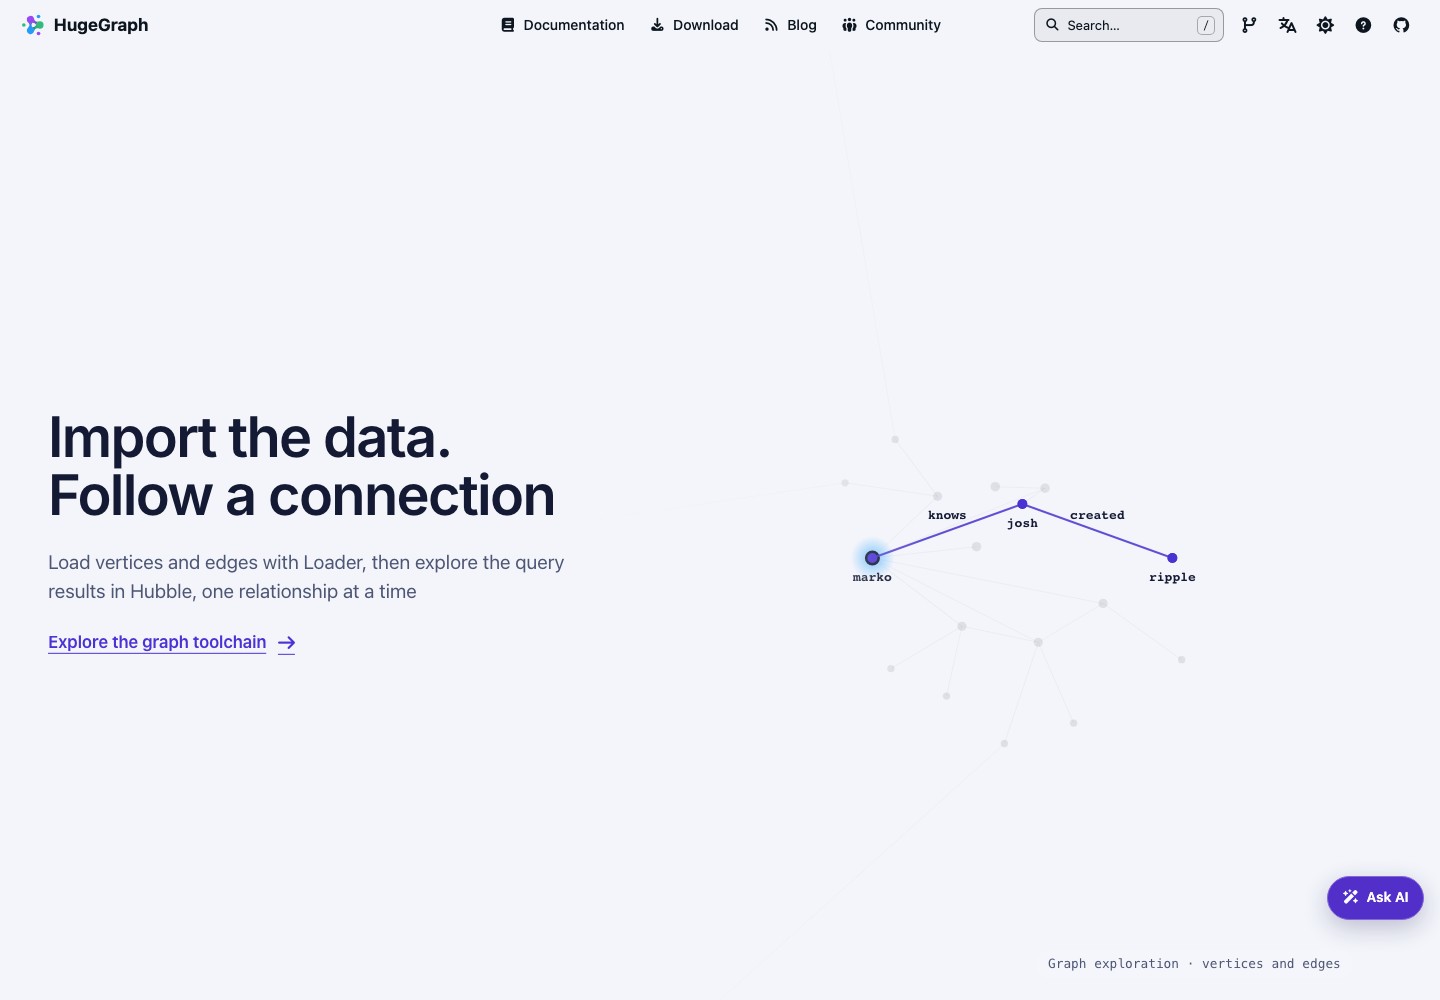 HugeGraph
Documentation
Download
Blog
Community
Search...
/
Import the data.
Follow a connection
Load vertices and edges with Loader, then explore the query
results in Hubble, one relationship at a time
Explore the graph toolchain
knows
josh
created
marko
ripple
Ask AI
Graph exploration · vertices and edges